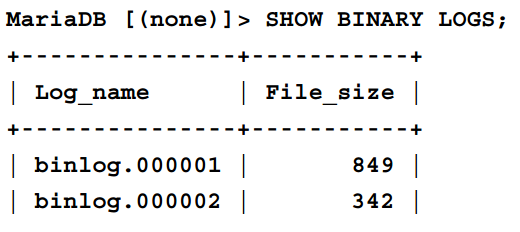 MariaDB [(none)]> SHOW BINARY LOGS;
+---------------+-----------+
| Log_name      | File_size |
+---------------+-----------+
| binlog.000001 |       849 |
| binlog.000002 |       342 |